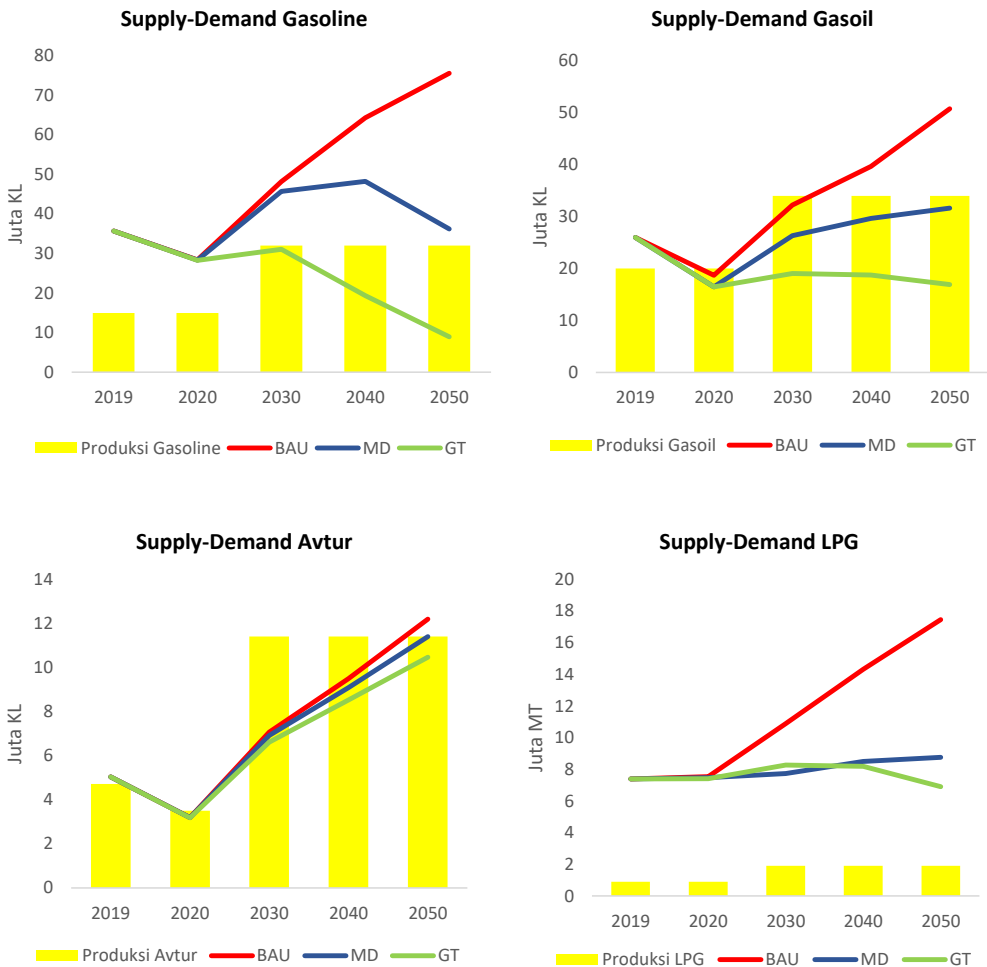 Supply-Demand Gasoline
80
70
60
50
40
30
20
10
0
Juta KL
2019 2020 2030 2040 2050
Produksi Gasoline BAU MD GT
Supply-Demand Gasoil
60
50
40
30
20
10
0
Juta KL
2019 2020 2030 2040 2050
Produksi Gasoil BAU MD GT
Supply-Demand Avtur
14
12
10
8
6
4
2
0
Juta KL
2019 2020 2030 2040 2050
Produksi Avtur BAU MD GT
Supply-Demand LPG
20
18
16
14
12
10
8
6
4
2
0
Juta MT
2019 2020 2030 2040 2050
Produksi LPG BAU MD GT